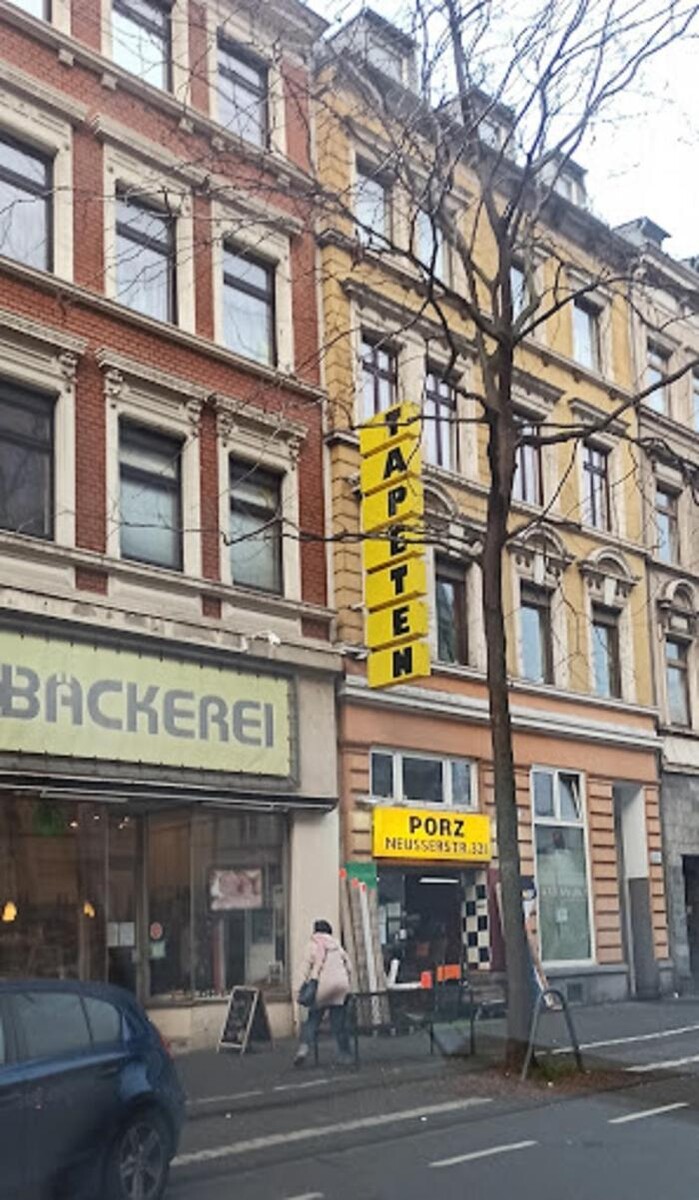 BÄCKEREI
TAPETEN
PORZ
NEUSSERSTR.321